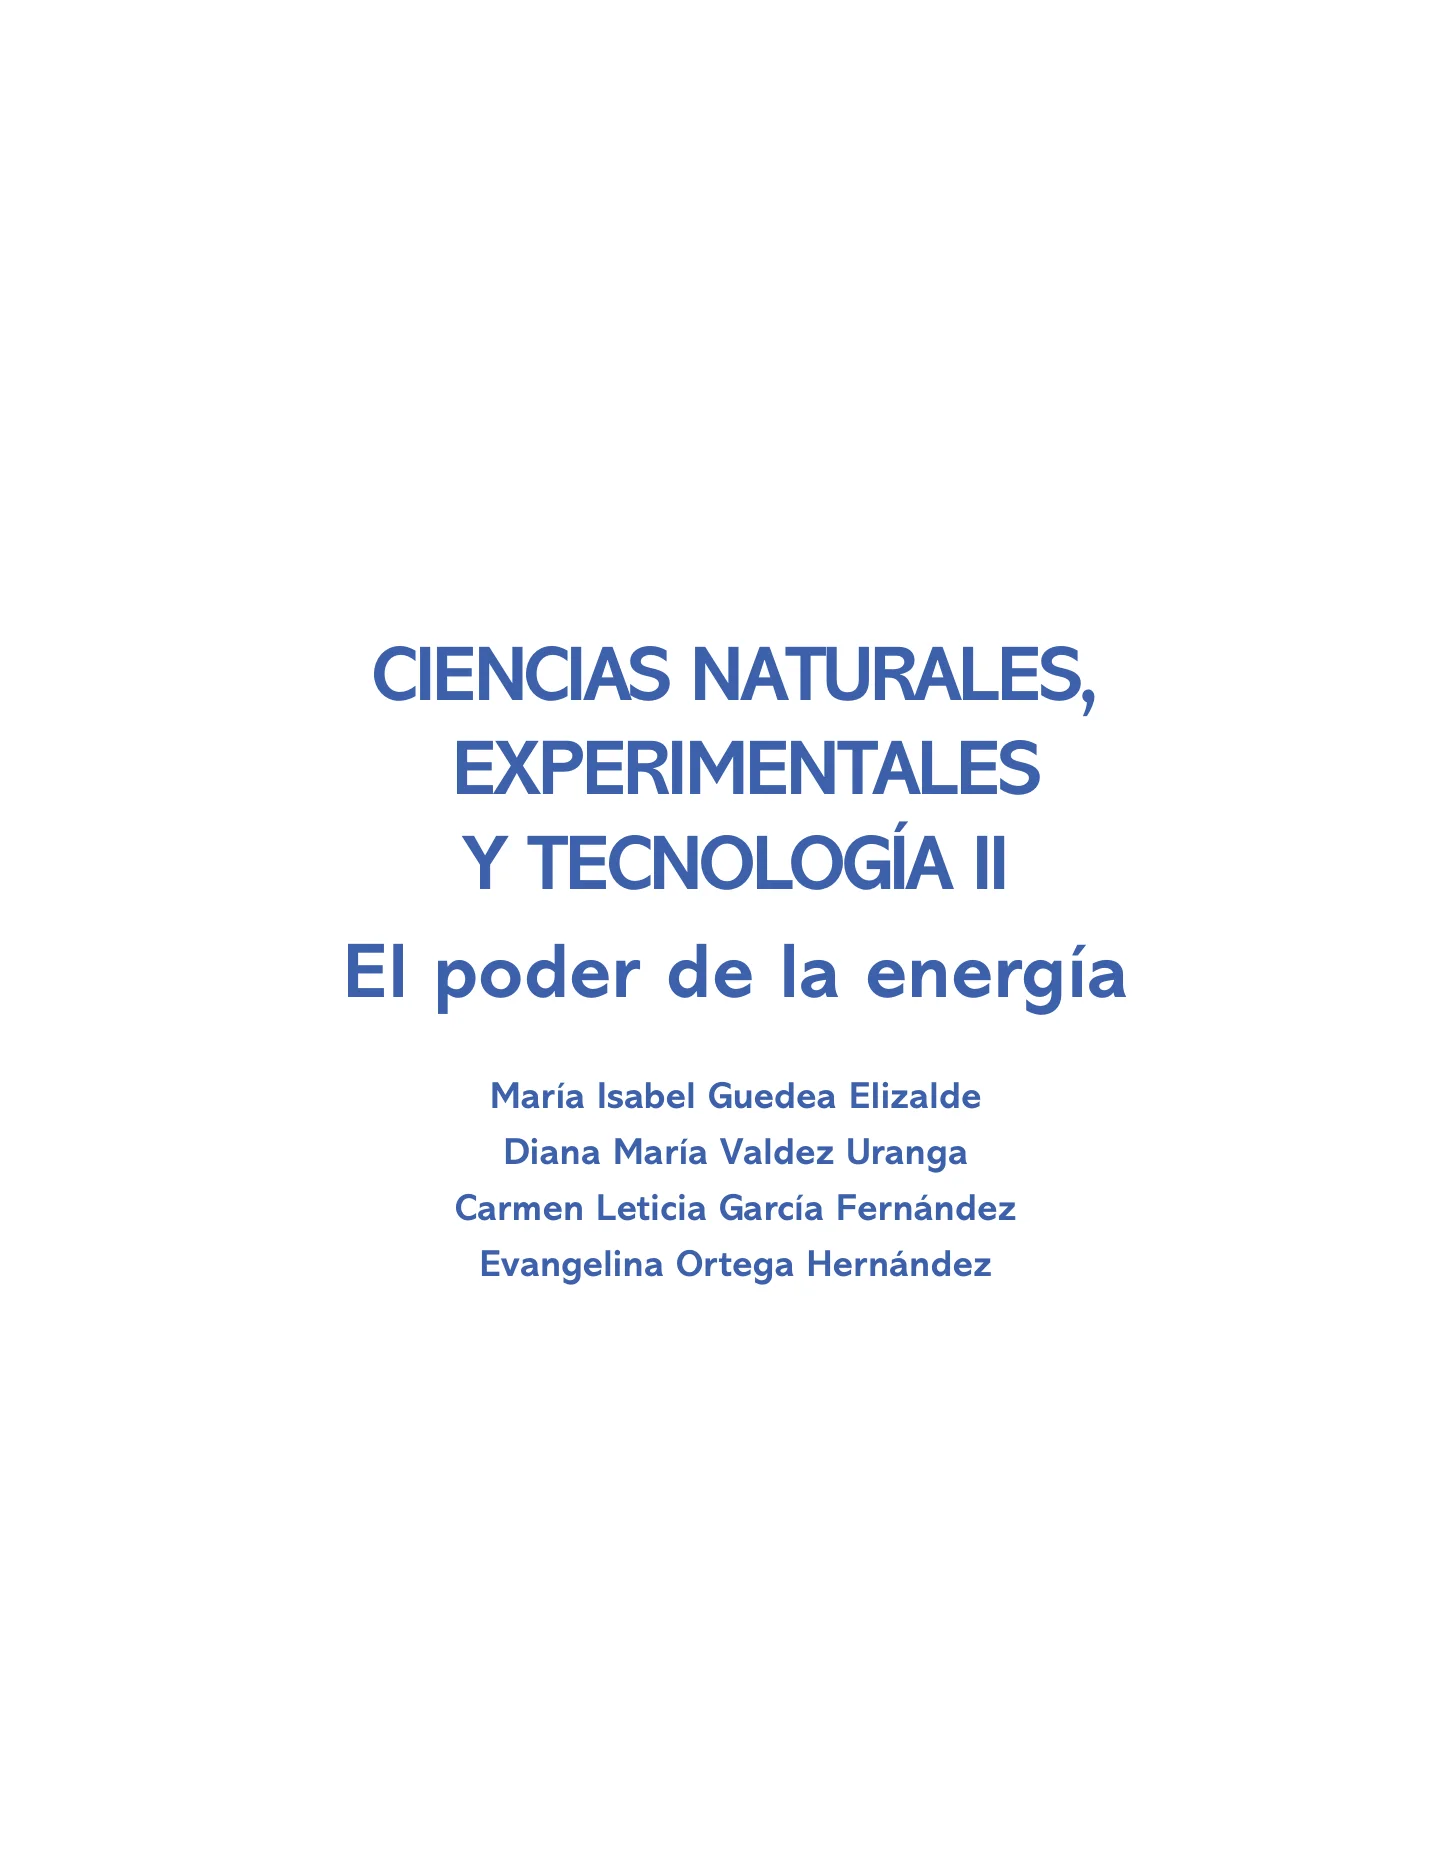 CIENCIAS NATURALES,
EXPERIMENTALES
Y TECNOLOGÍA II
El poder de la energía
María Isabel Guedea Elizalde
Diana María Valdez Uranga
Carmen Leticia García Fernández
Evangelina Ortega Hernández